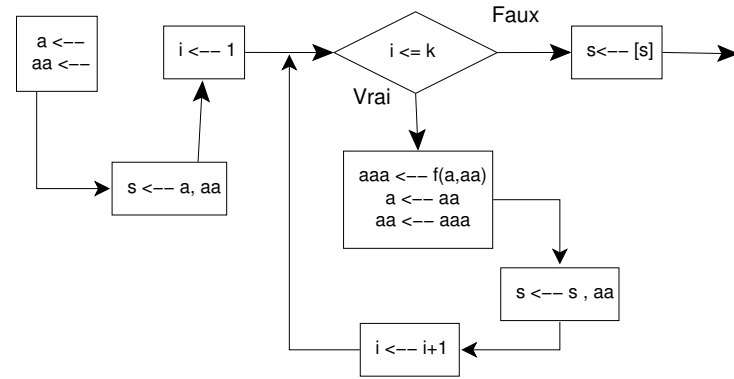 a <--
aa <--
s <-- a, aa
i <-- 1
i <= k
Faux
s<-- [s]
Vrai
aaa <-- f(a,aa)
a <-- aa
aa <-- aaa
s <-- s , aa
i <-- i+1